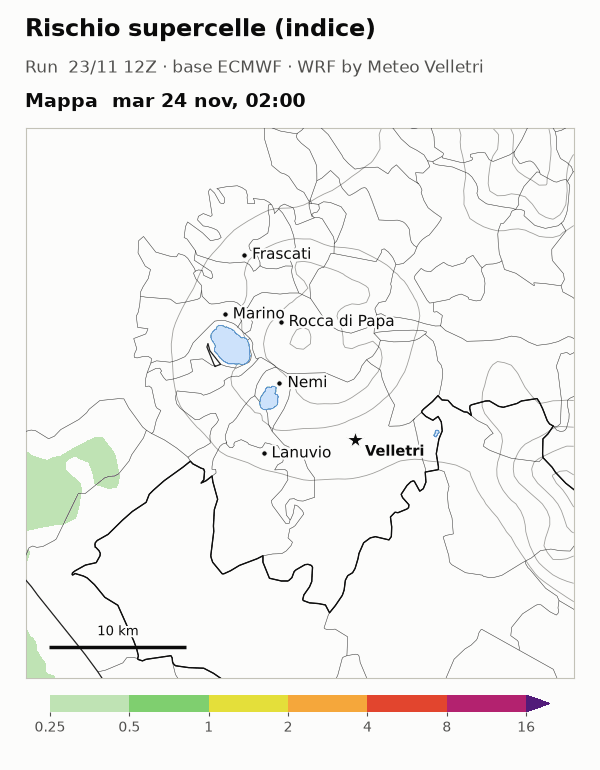 Rischio supercelle (indice)
Run  23/11 12Z · base ECMWF · WRF by Meteo Velletri
Mappa  mar 24 nov, 02:00
Frascati
Marino
Rocca di Papa
Nemi
Velletri
Lanuvio
10 km
0.25 0.5 1 2 4 8 16